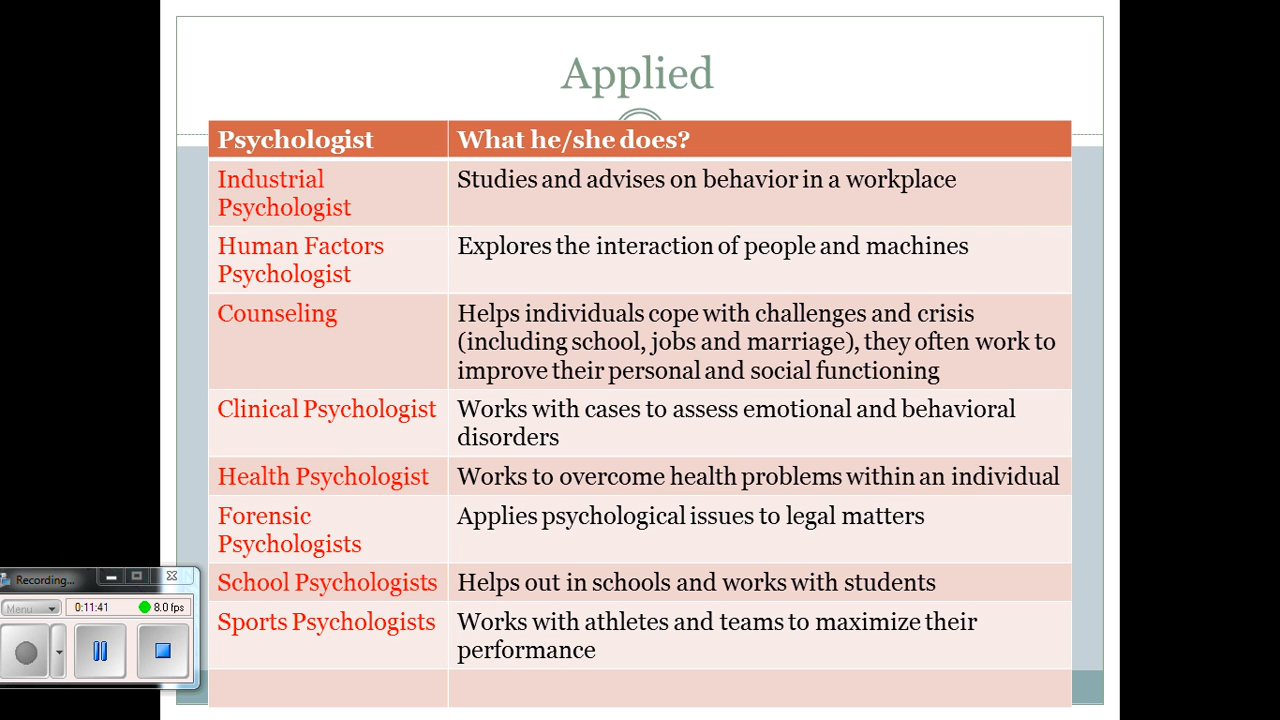 Applied
Psychologist
What he/she does?
Industrial
Psychologist
Studies and advises on behavior in a workplace
Human Factors
Psychologist
Explores the interaction of people and machines
Counseling
Helps individuals cope with challenges and crisis
(including school, jobs and marriage), they often work to
improve their personal and social functioning
Clinical Psychologist
Works with cases to assess emotional and behavioral
disorders
Health Psychologist
Works to overcome health problems within an individual
Forensic
Psychologists
Applies psychological issues to legal matters
School Psychologists
Helps out in schools and works with students
Sports Psychologists
Works with athletes and teams to maximize their
performance
Recording...
Menu
0:11:41
8.0 fps